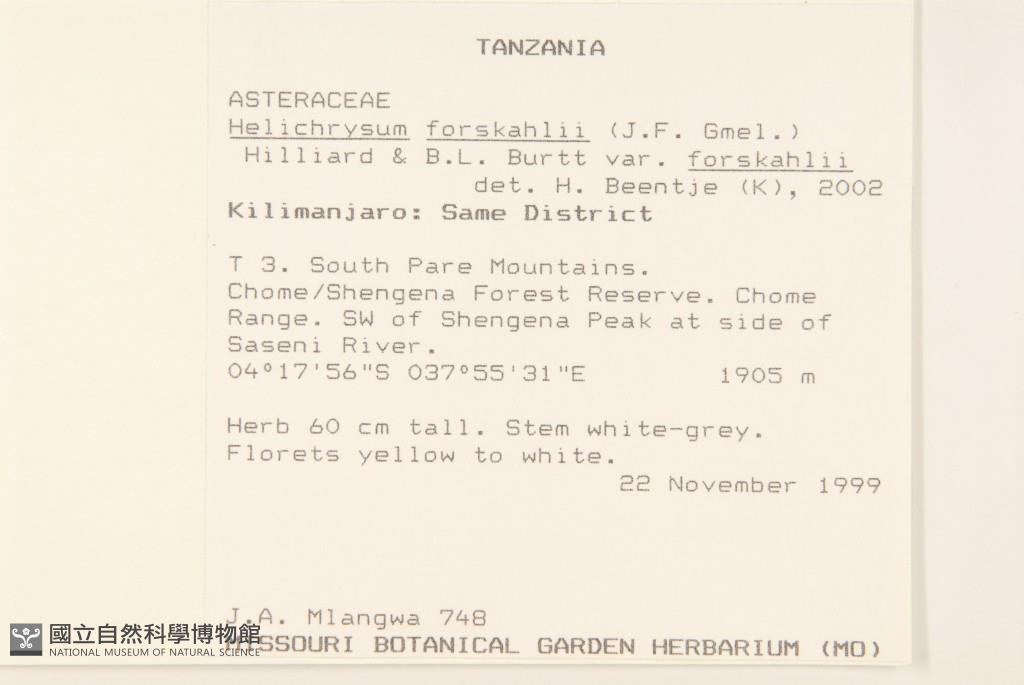 TANZANIA
ASTERACEAE
Helichrysum forskahlii (J.F. Gmel.)
Hilliard & B.L. Burtt var. forskahlii
det. H. Beentje (K), 2002
Kilimanjaro: Same District
T 3. South Pare Mountains.
Chome/Shengena Forest Reserve. Chome
Range. SW of Shengena Peak at side of
Saseni River.
04°17'56"S 037°55'31"E 1905 m
Herb 60 cm tall. Stem white-grey.
Florets yellow to white.
22 November 1999
J.A. Mlangwa 748
MISSOURI BOTANICAL GARDEN HERBARIUM (MO)
國立自然科學博物館
NATIONAL MUSEUM OF NATURAL SCIENCE